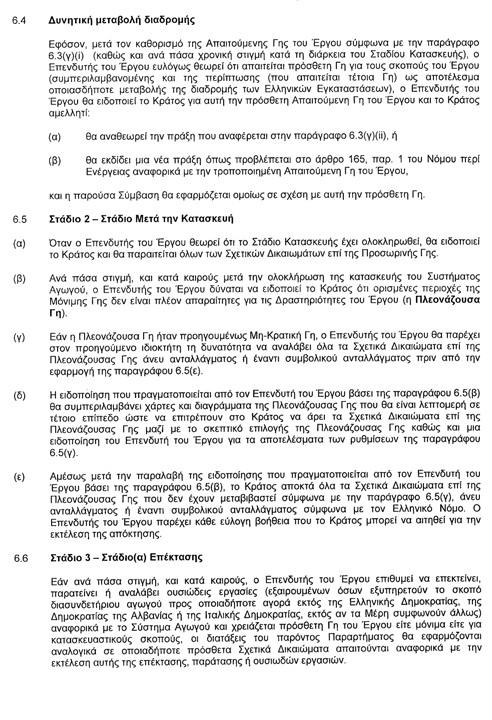 6.4 Δυνητική μεταβολή διαδρομής
Εφόσον, μετά τον καθορισμό της Απαιτούμενης Γης του Έργου σύμφωνα με την παράγραφο
6.3(γ)(i) (καθώς και ανά πάσα χρονική στιγμή κατά τη διάρκεια του Σταδίου Κατασκευής), ο
Επενδυτής του Έργου ευλόγως θεωρεί ότι απαιτείται πρόσθετη Γη για τους σκοπούς του Έργου
(συμπεριλαμβανομένης και της περίπτωσης (που απαιτείται τέτοια Γη) ως αποτέλεσμα
οποιασδήποτε μεταβολής της διαδρομής των Ελληνικών Εγκαταστάσεων), ο Επενδυτής του
Έργου θα ειδοποιεί το Κράτος για αυτή την πρόσθετη Απαιτούμενη Γη του Έργου και το Κράτος
αμελλητί:
(α) θα αναθεωρεί την πράξη που αναφέρεται στην παράγραφο 6.3(γ)(ii), ή
(β) θα εκδίδει μια νέα πράξη όπως προβλέπεται στο άρθρο 165, παρ. 1 του Νόμου περί
Ενέργειας αναφορικά με την τροποποιημένη Απαιτούμενη Γη του Έργου,
και η παρούσα Σύμβαση θα εφαρμόζεται ομοίως σε σχέση με αυτή την πρόσθετη Γη.
6.5 Στάδιο 2 – Στάδιο Μετά την Κατασκευή
(α) Όταν ο Επενδυτής του Έργου θεωρεί ότι το Στάδιο Κατασκευής έχει ολοκληρωθεί, θα ειδοποιεί
το Κράτος και θα παραιτείται όλων των Σχετικών Δικαιωμάτων επί της Προσωρινής Γης.
(β) Ανά πάσα στιγμή, και κατά καιρούς μετά την ολοκλήρωση της κατασκευής του Συστήματος
Αγωγού, ο Επενδυτής του Έργου δύναται να ειδοποιεί το Κράτος ότι ορισμένες περιοχές της
Μόνιμης Γης δεν είναι πλέον απαραίτητες για τις Δραστηριότητες του Έργου (η Πλεονάζουσα
Γη).
(γ) Εάν η Πλεονάζουσα Γη ήταν προηγουμένως Μη-Κρατική Γη, ο Επενδυτής του Έργου θα παρέχει
στον προηγούμενο ιδιοκτήτη τη δυνατότητα να αναλάβει όλα τα Σχετικά Δικαιώματα επί της
Πλεονάζουσας Γης άνευ ανταλλάγματος ή έναντι συμβολικού ανταλλάγματος πριν από την
εφαρμογή της παραγράφου 6.5(ε).
(δ) Η ειδοποίηση που πραγματοποιείται από τον Επενδυτή του Έργου βάσει της παραγράφου 6.5(β)
θα συμπεριλαμβάνει χάρτες και διαγράμματα της Πλεονάζουσας Γης που θα είναι λεπτομερή σε
τέτοιο επίπεδο ώστε να επιτρέπουν στο Κράτος να άρει τα Σχετικά Δικαιώματα επί της
Πλεονάζουσας Γης μαζί με το σκεπτικό επιλογής της Πλεονάζουσας Γης καθώς και μια
ειδοποίηση του Επενδυτή του Έργου για τα αποτελέσματα των ρυθμίσεων της παραγράφου
6.5(γ).
(ε) Αμέσως μετά την παραλαβή της ειδοποίησης που πραγματοποιείται από τον Επενδυτή του
Έργου βάσει της παραγράφου 6.5(β), το Κράτος αποκτά όλα τα Σχετικά Δικαιώματα επί της
Πλεονάζουσας Γης που δεν έχουν μεταβιβαστεί σύμφωνα με την παράγραφο 6.5(γ), άνευ
ανταλλάγματος ή έναντι συμβολικού ανταλλάγματος σύμφωνα με τον Ελληνικό Νόμο. Ο
Επενδυτής του Έργου παρέχει κάθε εύλογη βοήθεια που το Κράτος μπορεί να αιτηθεί για την
εκτέλεση της απόκτησης.
6.6 Στάδιο 3 – Στάδιο(α) Επέκτασης
Εάν ανά πάσα στιγμή, και κατά καιρούς, ο Επενδυτής του Έργου επιθυμεί να επεκτείνει,
παρατείνει ή αναλάβει ουσιώδεις εργασίες (εξαιρουμένων όσων εξυπηρετούν το σκοπό
διασυνδετήριου αγωγού προς οποιαδήποτε αγορά εκτός της Ελληνικής Δημοκρατίας, της
Δημοκρατίας της Αλβανίας ή της Ιταλικής Δημοκρατίας, εκτός αν τα Μέρη συμφωνούν άλλως)
αναφορικά με το Σύστημα Αγωγού και χρειάζεται πρόσθετη Γη του Έργου είτε μόνιμα είτε για
κατασκευαστικούς σκοπούς, οι διατάξεις του παρόντος Παραρτήματος θα εφαρμόζονται
αναλογικά σε οποιαδήποτε πρόσθετα Σχετικά Δικαιώματα απαιτούνται αναφορικά με την
εκτέλεση αυτής της επέκτασης, παράτασης ή ουσιωδών εργασιών.